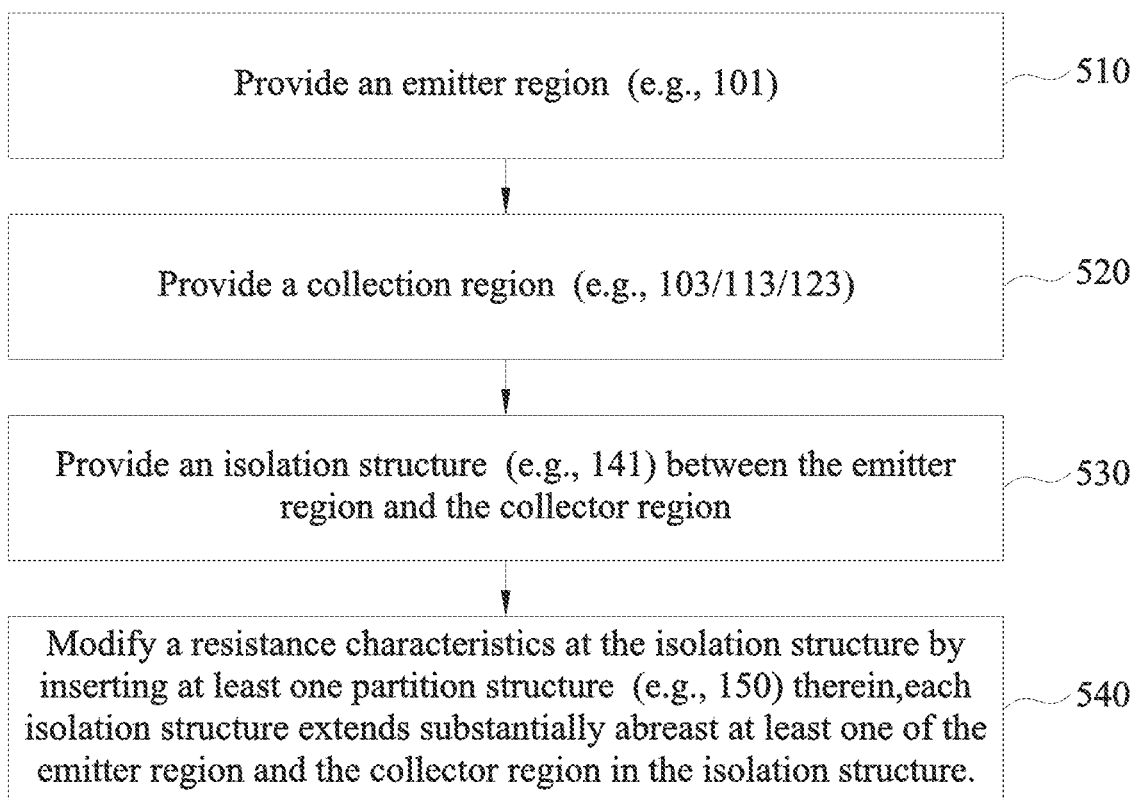 Provide an emitter region (e.g., 101)
510
Provide a collection region (e.g., 103/113/123)
520
Provide an isolation structure (e.g., 141) between the emitter
region and the collector region
530
Modify a resistance characteristics at the isolation structure by
inserting at least one partition structure (e.g., 150) therein,each
isolation structure extends substantially abreast at least one of the
emitter region and the collector region in the isolation structure.
540